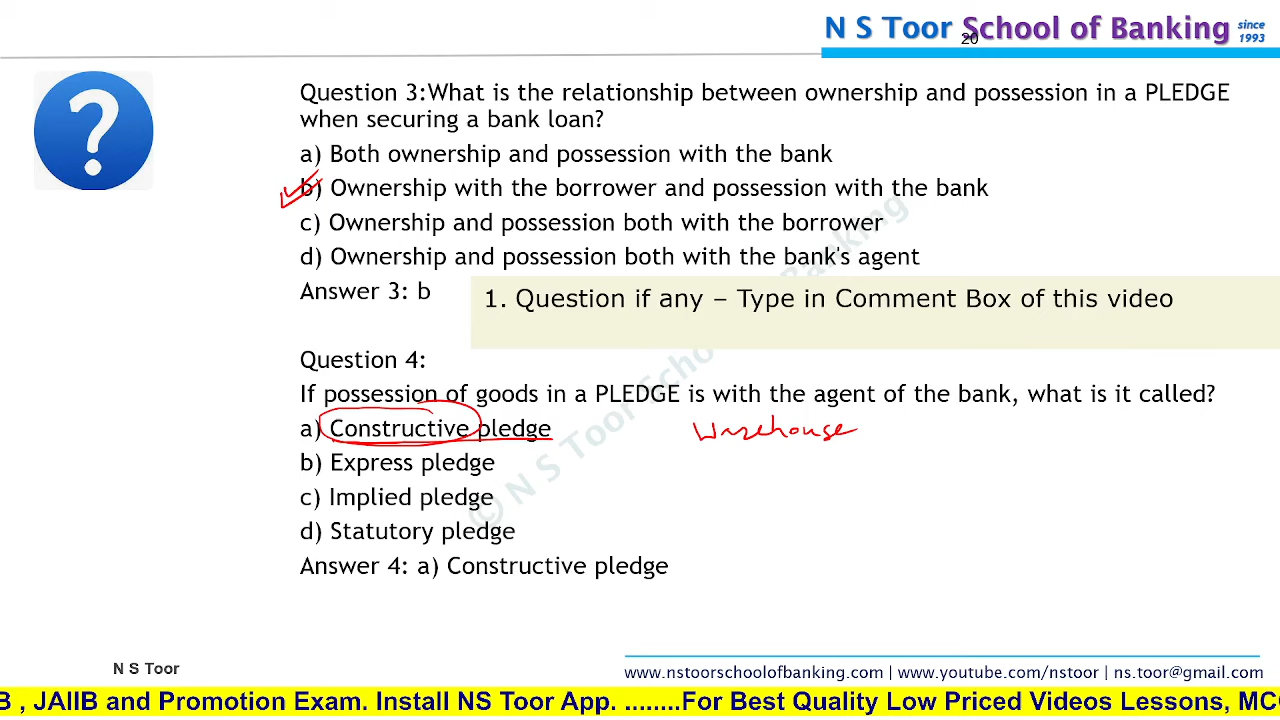 N S Toor School of Banking since 1993
20
Question 3:What is the relationship between ownership and possession in a PLEDGE
when securing a bank loan?
a) Both ownership and possession with the bank
b) Ownership with the borrower and possession with the bank
c) Ownership and possession both with the borrower
d) Ownership and possession both with the bank's agent
Answer 3: b
1. Question if any – Type in Comment Box of this video
Question 4:
If possession of goods in a PLEDGE is with the agent of the bank, what is it called?
a) Constructive pledge
Warehouse
b) Express pledge
c) Implied pledge
d) Statutory pledge
Answer 4: a) Constructive pledge
© N S Toor School of Banking
N S Toor
www.nstoorschoolofbanking.com | www.youtube.com/nstoor | ns.toor@gmail.com
B , JAIIB and Promotion Exam. Install NS Toor App. ........For Best Quality Low Priced Videos Lessons, MC